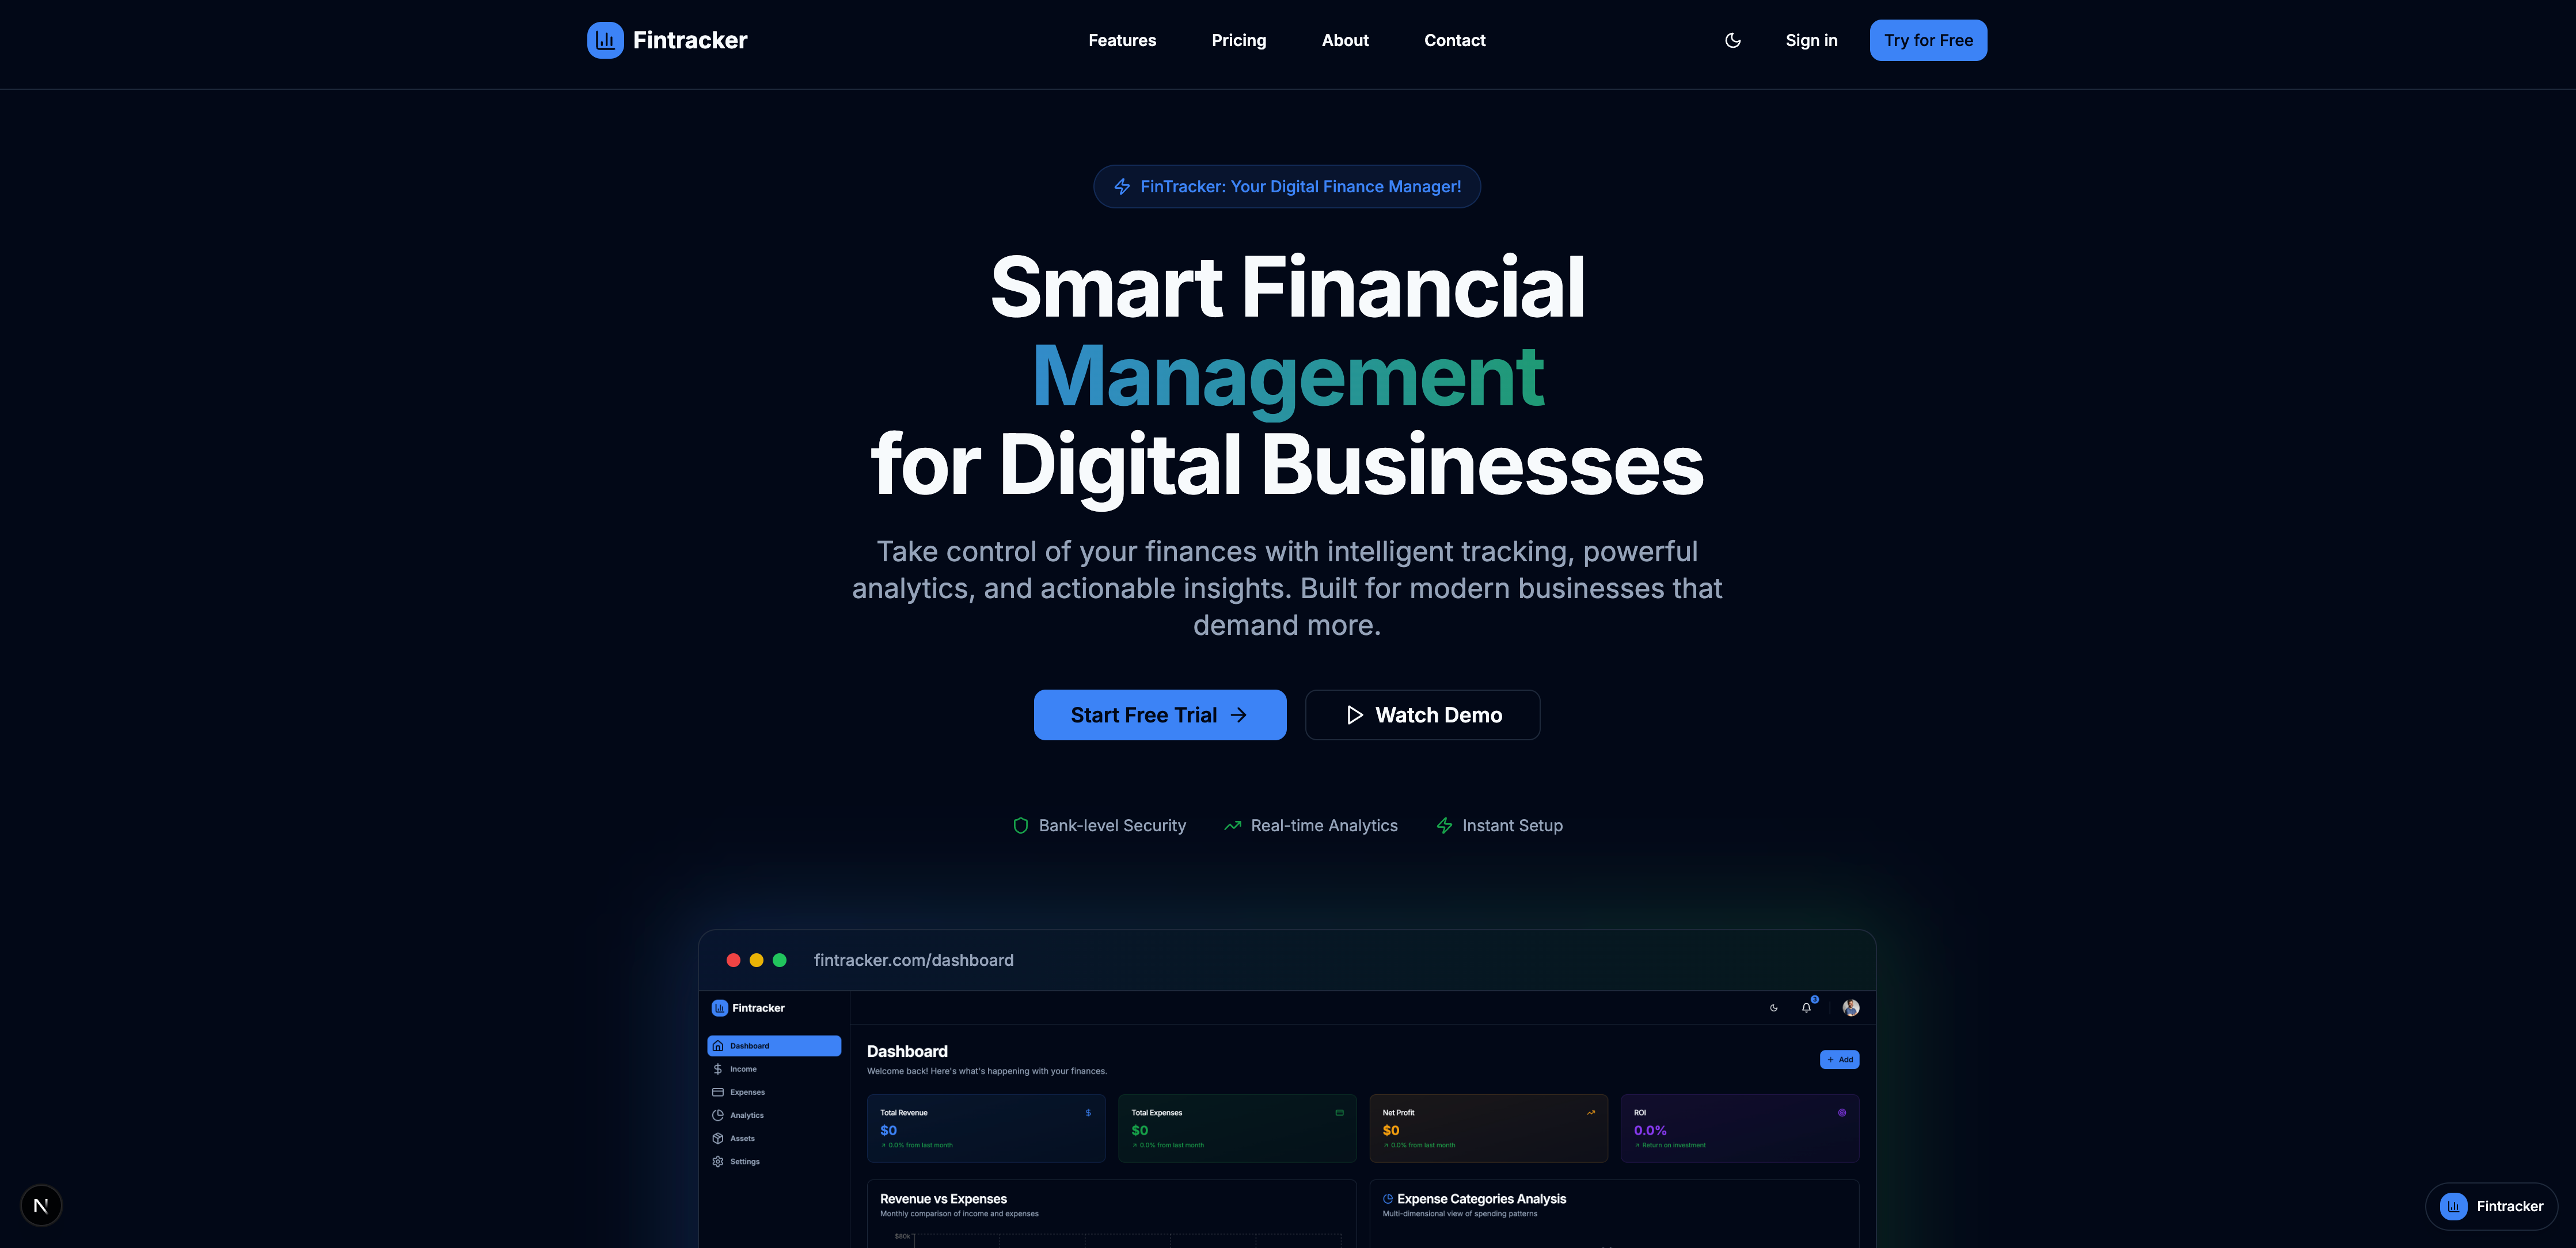 Fintracker
Features Pricing About Contact
Sign in
Try for Free
FinTracker: Your Digital Finance Manager!
Smart Financial
Management
for Digital Businesses
Take control of your finances with intelligent tracking, powerful
analytics, and actionable insights. Built for modern businesses that
demand more.
Start Free Trial
Watch Demo
Bank-level Security
Real-time Analytics
Instant Setup
fintracker.com/dashboard
Fintracker
3
Dashboard
Income
Expenses
Analytics
Assets
Settings
Dashboard
Welcome back! Here's what's happening with your finances.
Add
Total Revenue
$0
0.0% from last month
Total Expenses
$0
0.0% from last month
Net Profit
$0
0.0% from last month
ROI
0.0%
Return on investment
Revenue vs Expenses
Monthly comparison of income and expenses
$80k
Expense Categories Analysis
Multi-dimensional view of spending patterns
N
Fintracker